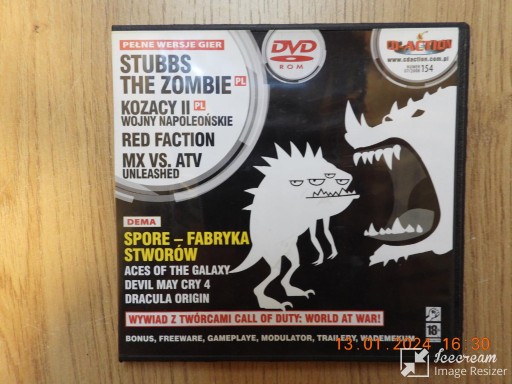 PEŁNE WERSJE GIER
STUBBS
THE ZOMBIE PL
KOZACY II PL
WOJNY NAPOLEOŃSKIE
RED FACTION
MX VS. ATV
UNLEASHED
DVD
ROM
CD-ACTION
www.cdaction.com.pl
154
DEMA
SPORE – FABRYKA
STWORÓW
ACES OF THE GALAXY
DEVIL MAY CRY 4
DRACULA ORIGIN
WYWIAD Z TWÓRCAMI CALL OF DUTY: WORLD AT WAR!
BONUS, FREEWARE, GAMEPLAYE, MODULATOR, TRAILERY, WADEMEKUM
18+
13.01.2024 16:30
Icecream
Image Resizer